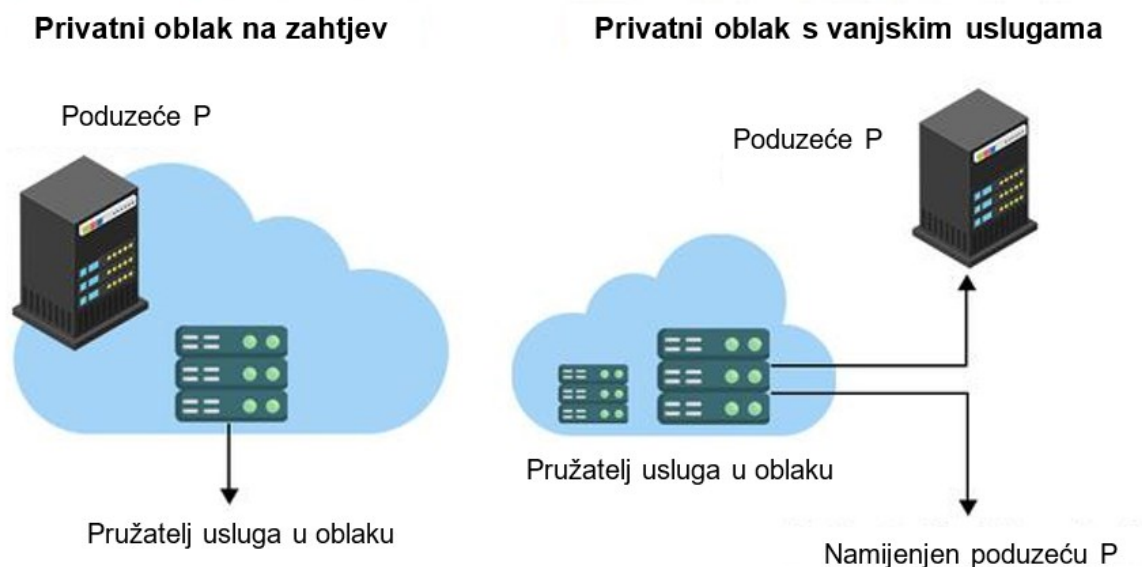 Privatni oblak na zahtjev
Poduzeće P
Pružatelj usluga u oblaku
Privatni oblak s vanjskim uslugama
Poduzeće P
Pružatelj usluga u oblaku
Namijenjen poduzeću P